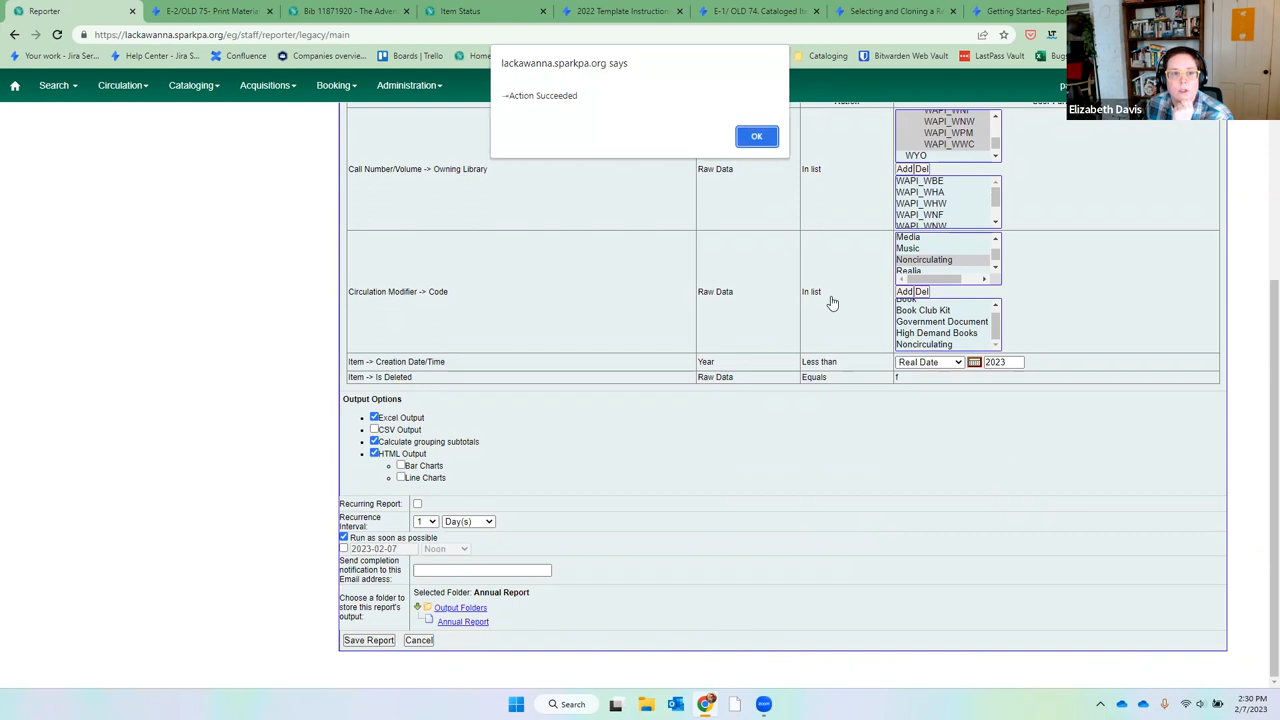 Helper
E-2/OLD 75- Print Material
Bib 11871920 - The Adven
Item Status
2022 Template Instruction
E-1/ OLD 74. Cataloged It
Selecting and Cloning a R
Getting Started - Repo
https://lackawanna.sparkpa.org/eg/staff/reporter/legacy/main
Your work - Jira Ser...
Jira Service Manag...
Confluence
Companies overvie...
Boards | Trello
Home
Cataloging
Bitwarden Web Vault
LastPass Vault
Bugs
lackawanna.sparkpa.org says
→Action Succeeded
OK
Search
Circulation
Cataloging
Acquisitions
Booking
Administration
Elizabeth Davis
WAPI_WNF
WAPI_WNW
WAPI_WPM
WAPI_WWC
WYO
Call Number/Volume -> Owning Library
Raw Data
In list
Add Del
WAPI_WBE
WAPI_WHA
WAPI_WHW
WAPI_WNF
WAPI_WNW
Media
Music
Noncirculating
Realia
Circulation Modifier -> Code
Raw Data
In list
Add Del
Book
Book Club Kit
Government Document
High Demand Books
Noncirculating
Item -> Creation Date/Time
Year
Less than
Real Date
2023
Item -> Is Deleted
Raw Data
Equals
f
Output Options
Excel Output
CSV Output
Calculate grouping subtotals
HTML Output
Bar Charts
Line Charts
Recurring Report:
Recurrence
Interval:
1
Day(s)
Run as soon as possible
2023-02-07
Noon
Send completion
notification to this
Email address:
Choose a folder to
store this report's
output:
Selected Folder: Annual Report
Output Folders
Annual Report
Save Report
Cancel
Search
zoom
2:30 PM
2/7/2023